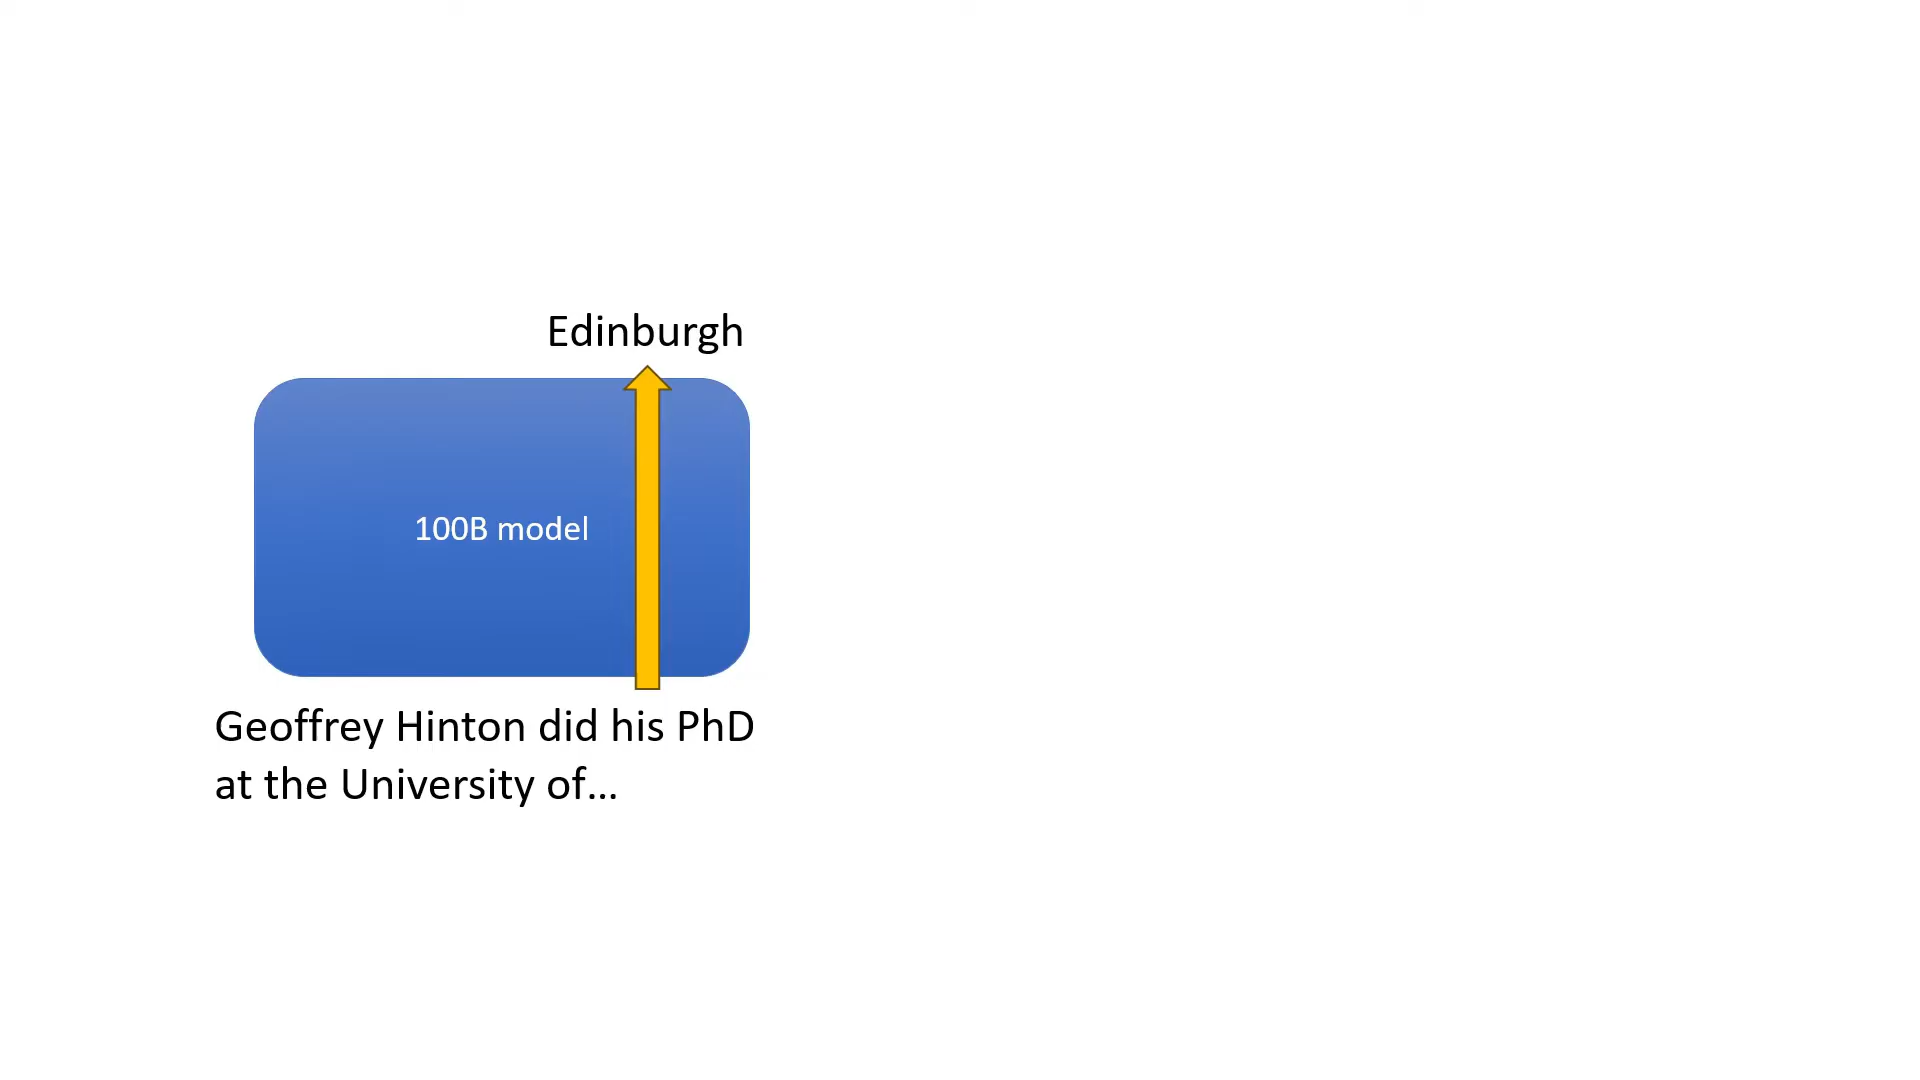 Edinburgh
100B model
Geoffrey Hinton did his PhD
at the University of...